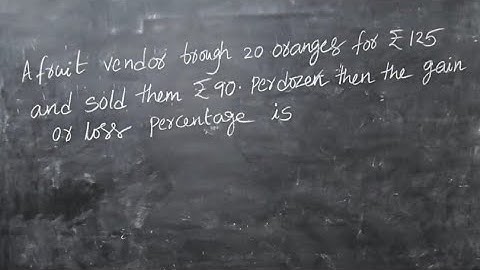 A fruit vendor brough 20 oranges for ₹125
and sold them ₹90. Perdozen then the gain
or loss percentage is